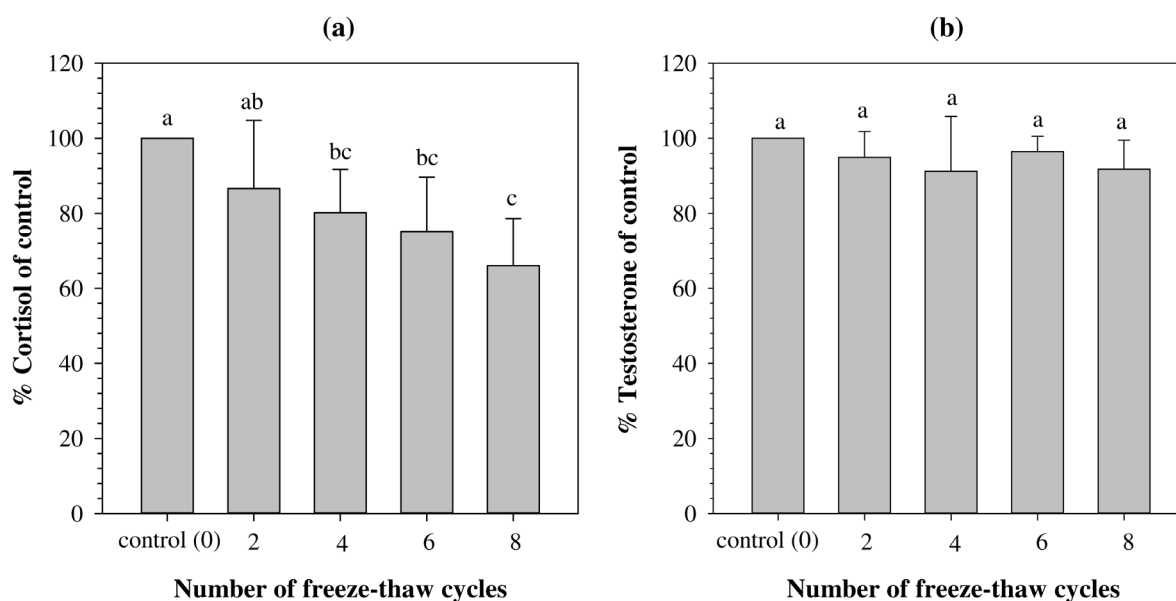 (a)
% Cortisol of control
120
100
80
60
40
20
0
a
ab
bc
bc
c
control (0)
2
4
6
8
Number of freeze-thaw cycles
(b)
% Testosterone of control
120
100
80
60
40
20
0
a
a
a
a
a
control (0)
2
4
6
8
Number of freeze-thaw cycles